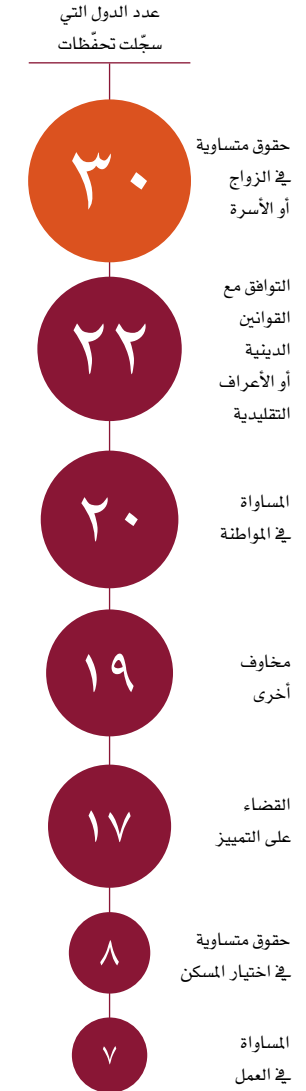 عدد الدول التي
سجّلت تحفّظات
٣٠
حقوق متساوية
في الزواج
أو الأسرة
٢٢
التوافق مع
القوانين
الدينية
أو الأعراف
التقليدية
٢٠
المساواة
في المواطنة
١٩
مخاوف
أخرى
١٧
القضاء
على التمييز
٨
حقوق متساوية
في اختيار المسكن
٧
المساواة
في العمل